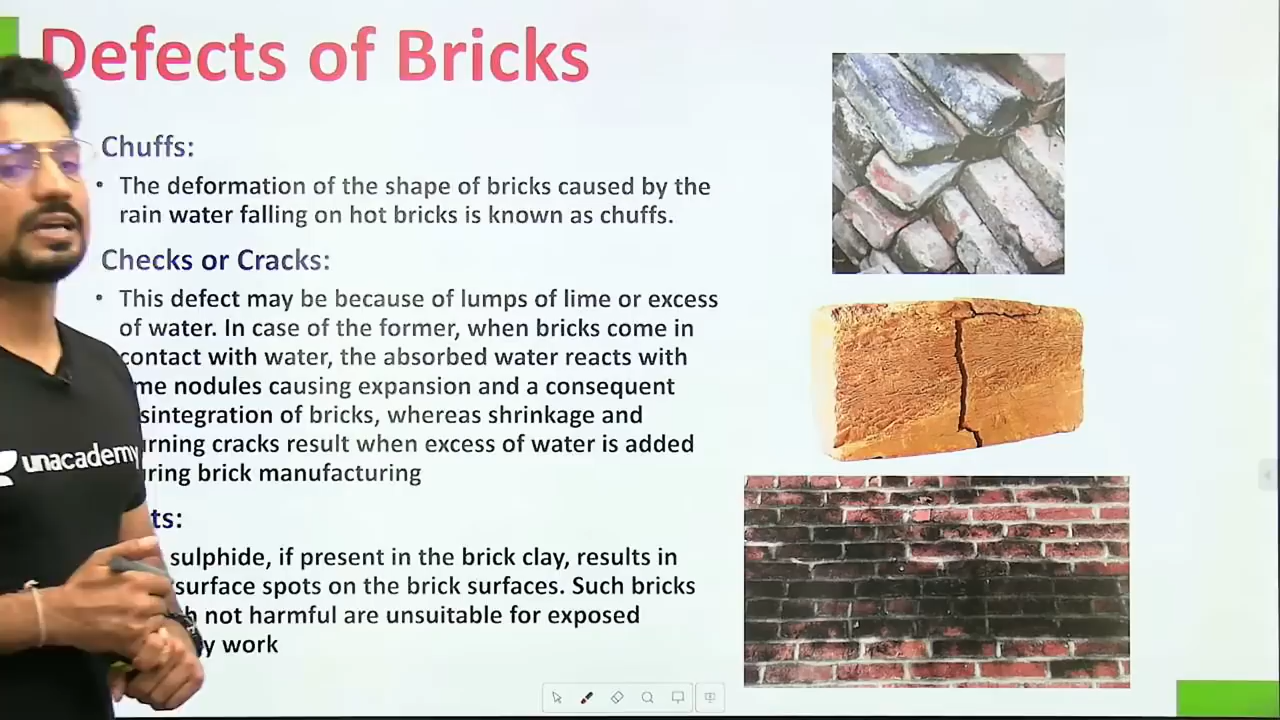 Defects of Bricks
Chuffs:
• The deformation of the shape of bricks caused by the
rain water falling on hot bricks is known as chuffs.
Checks or Cracks:
• This defect may be because of lumps of lime or excess
of water. In case of the former, when bricks come in
contact with water, the absorbed water reacts with
me nodules causing expansion and a consequent
sintegration of bricks, whereas shrinkage and
rning cracks result when excess of water is added
ring brick manufacturing
ts:
sulphide, if present in the brick clay, results in
surface spots on the brick surfaces. Such bricks
h not harmful are unsuitable for exposed
y work
unacademy